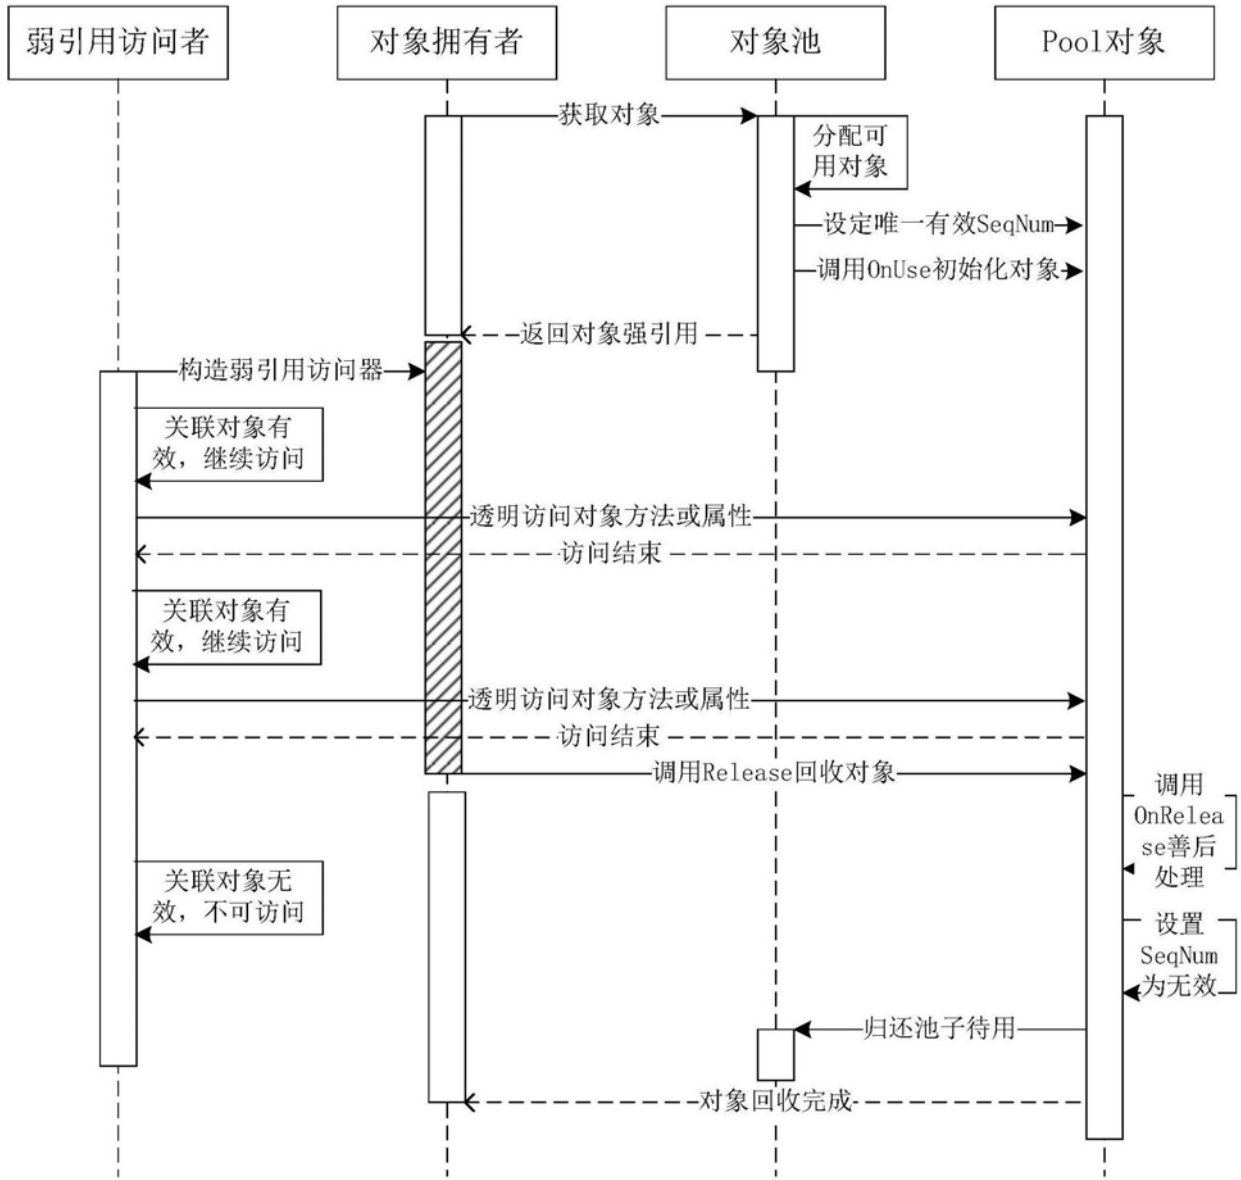 弱引用访问者
对象拥有者
对象池
Pool对象
获取对象
分配可
用对象
设定唯一有效SeqNum
调用OnUse初始化对象
返回对象强引用
构造弱引用访问器
关联对象有
效，继续访问
透明访问对象方法或属性
访问结束
关联对象有
效，继续访问
透明访问对象方法或属性
访问结束
调用Release回收对象
调用
OnRelea
se善后
处理
关联对象无
效，不可访问
设置
SeqNum
为无效
归还池子待用
对象回收完成